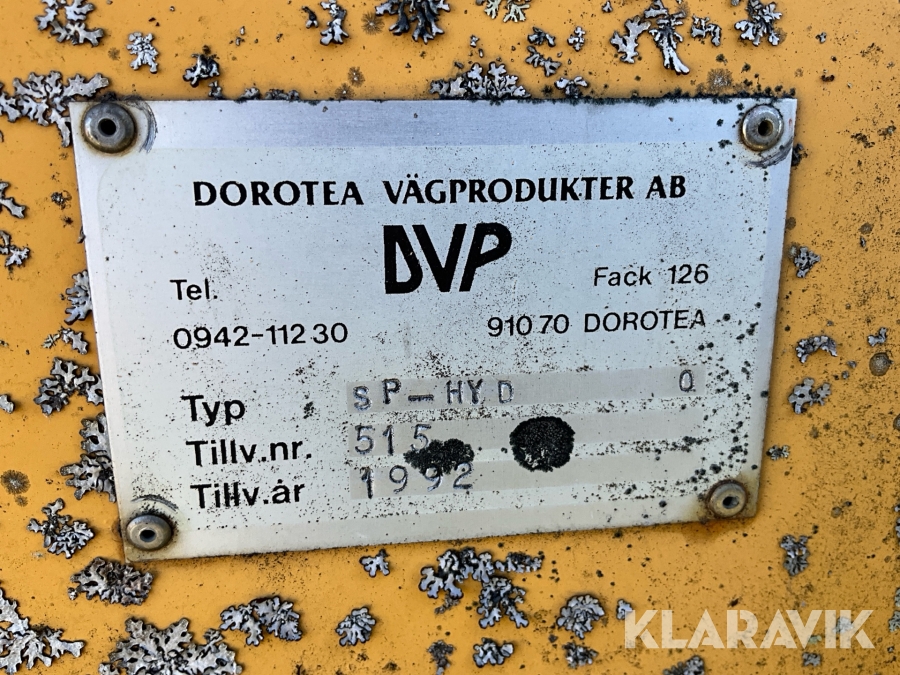 DOROTEA VÄGPRODUKTER AB
DVP
Tel. Fack 126
0942-112 30 910 70 DOROTEA
Typ SP-HYD 0
Tillv.nr. 515
Tillv.år 1992
KLARAVIK